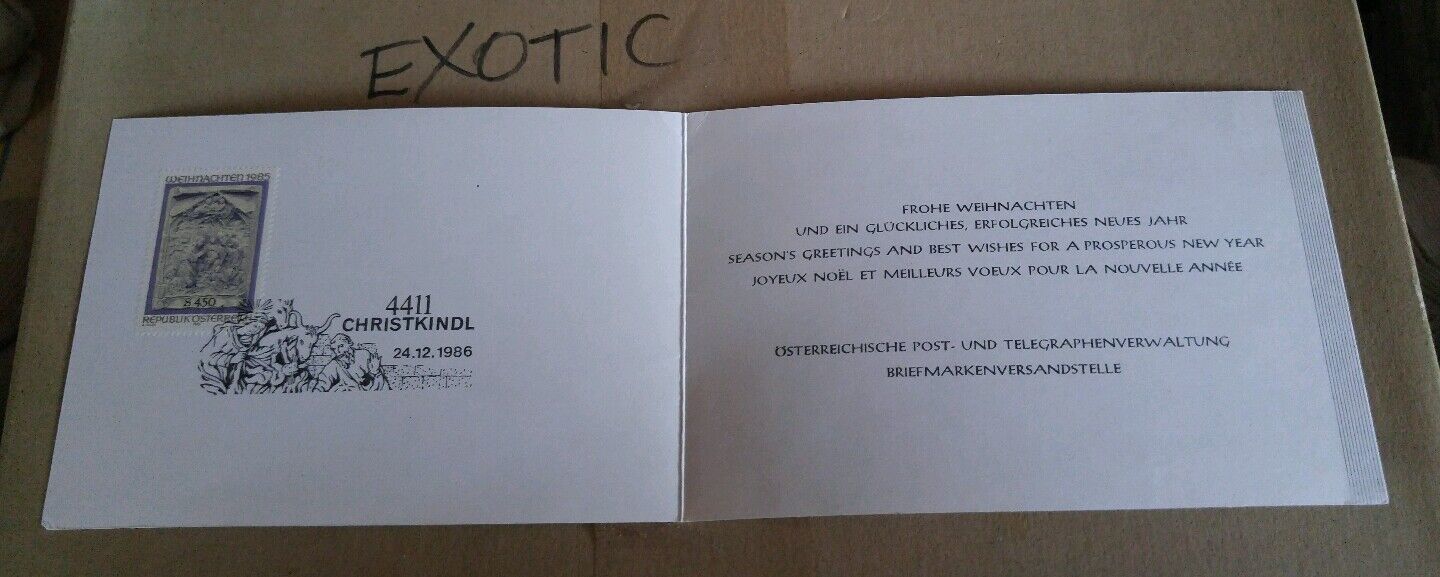 EXOTIC
WEIHNACHTEN 1985
S 4.50
REPUBLIK ÖSTERREICH
4411
CHRISTKINDL
24.12.1986
FROHE WEIHNACHTEN
UND EIN GLÜCKLICHES, ERFOLGREICHES NEUES JAHR
SEASON'S GREETINGS AND BEST WISHES FOR A PROSPEROUS NEW YEAR
JOYEUX NOËL ET MEILLEURS VOEUX POUR LA NOUVELLE ANNÉE
ÖSTERREICHISCHE POST- UND TELEGRAPHENVERWALTUNG
BRIEFMARKENVERSANDSTELLE